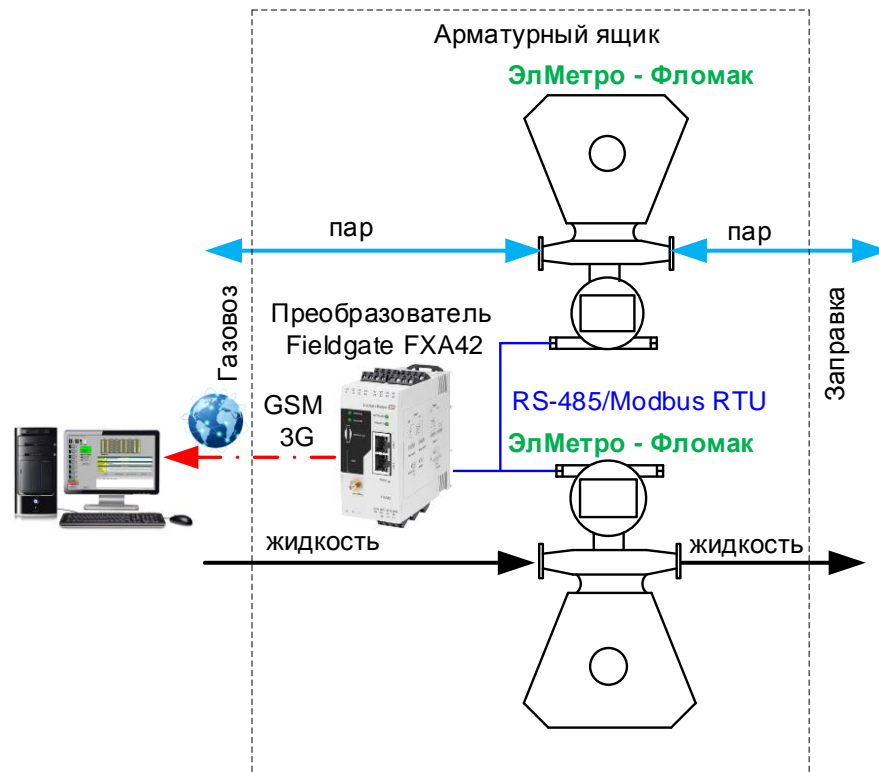 Арматурный ящик
ЭлМетро - Фломак
пар
пар
Газовоз
Преобразователь
Fieldgate FXA42
Заправка
GSM
3G
RS-485/Modbus RTU
ЭлМетро - Фломак
жидкость
жидкость